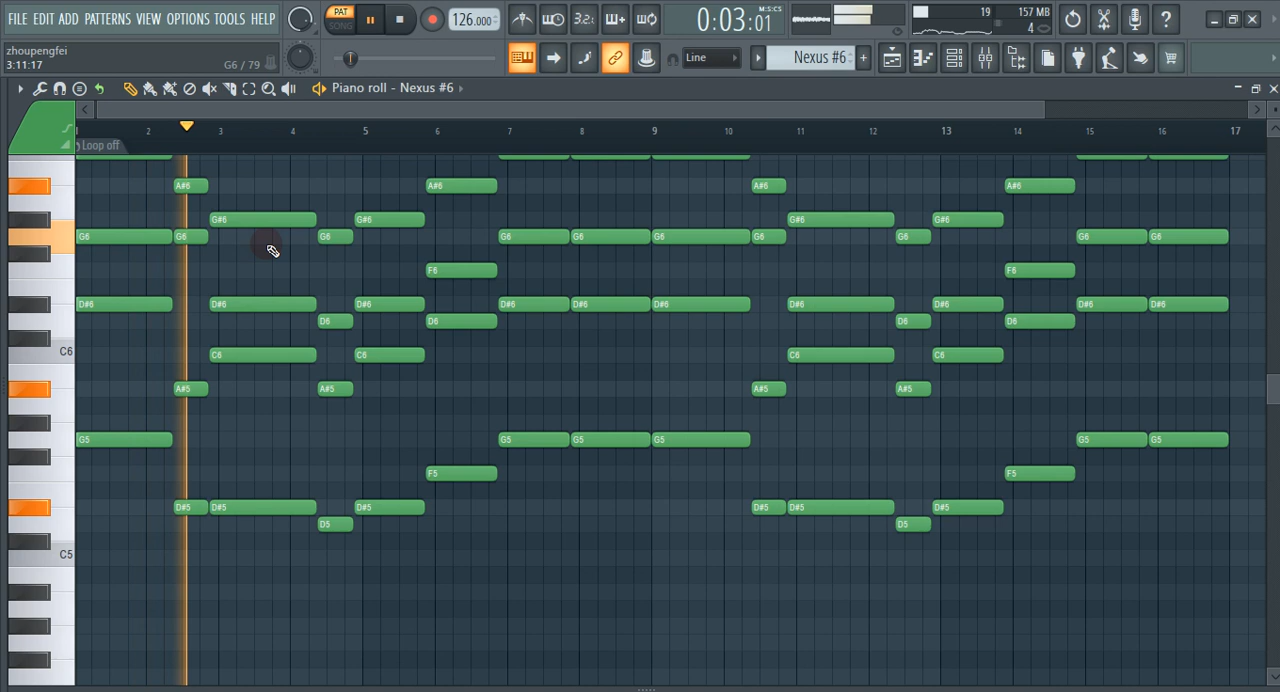 FILE EDIT ADD PATTERNS VIEW OPTIONS TOOLS HELP
PAT
SONG
126.000
3.2.
0:03:01
M:S:CS
19
157 MB
4
zhoupengfei
3:11:17
G6 / 79
Line
Nexus #6
Piano roll - Nexus #6
1 2 3 4 5 6 7 8 9 10 11 12 13 14 15 16 17
Loop off
A#6 A#6 A#6 A#6
G#6 G#6 G#6 G#6
G6 G6 G6 G6 G6 G6 G6 G6 G6 G6
F6 F6
D#6 D#6 D#6 D#6 D#6 D#6 D#6 D#6 D#6 D#6
D6 D6 D6 D6
C6
C6 C6 C6 C6
A#5 A#5 A#5 A#5
G5 G5 G5 G5 G5 G5
F5 F5
D#5 D#5 D#5 D#5 D#5 D#5
D5 D5
C5